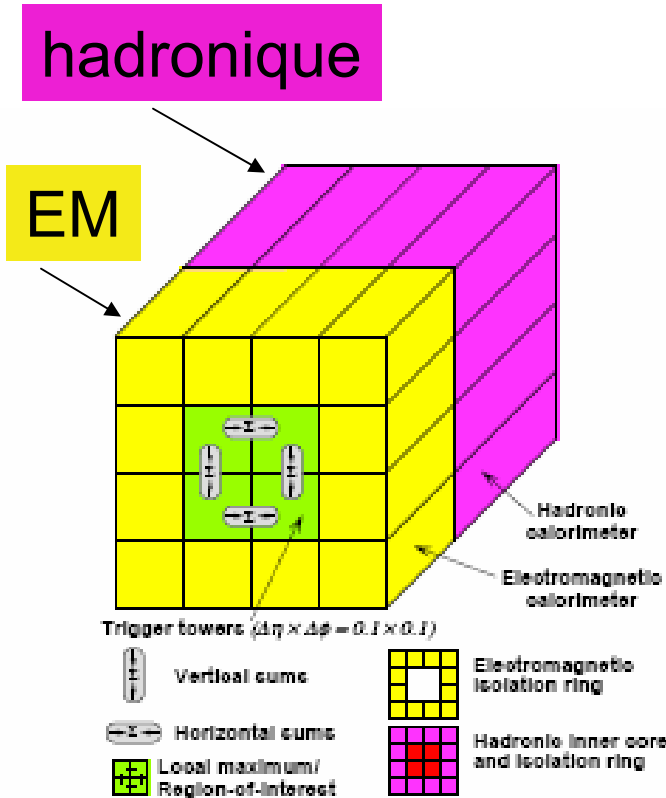 hadronique
EM
Hadronic
calorimeter
Electromagnetic
calorimeter
Trigger towers (Δη × Δϕ = 0.1 × 0.1)
Vertical sums
Horizontal sums
Local maximum/
Region-of-interest
Electromagnetic
isolation ring
Hadronic inner core
and isolation ring
Σ
Σ
Σ
Σ
Σ
Σ